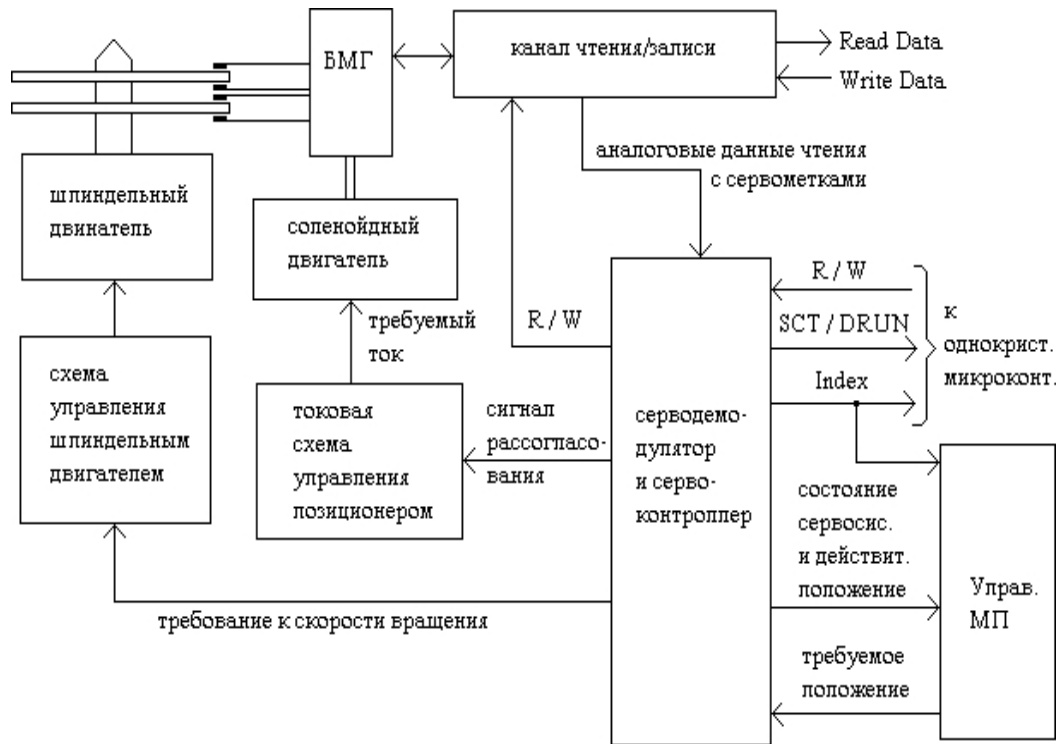 БМГ
канал чтения/записи
Read Data
Write Data
аналоговые данные чтения
с сервометками
шпиндельный
двинатель
соленойдный
двигатель
R / W
R / W
SCT / DRUN
Index
к
однокрист.
микроконт.
требуемый
ток
схема
управления
шпиндельным
двигателем
токовая
схема
управления
позиционером
сигнал
рассогласо-
вания
серводемо-
дулятор
и серво-
контроллер
состояние
сервосис.
и действит.
положение
Управ.
МП
требование к скорости вращения
требуемое
положение